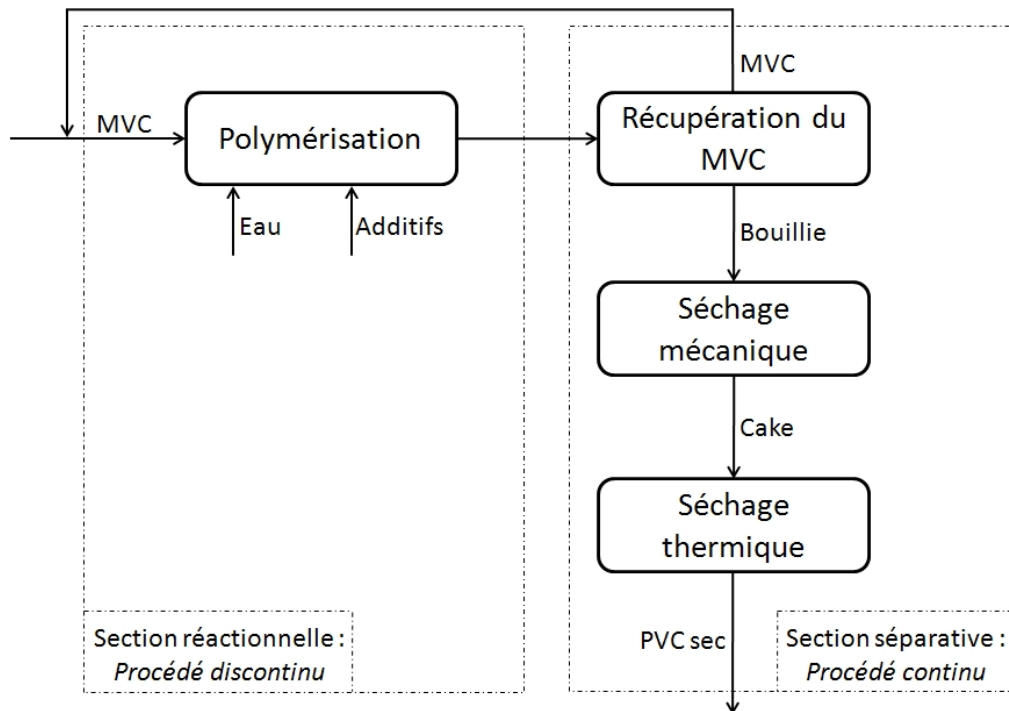 MVC
MVC
Polymérisation
Récupération du
MVC
Eau
Additifs
Bouillie
Séchage
mécanique
Cake
Séchage
thermique
Section réactionnelle :
Procédé discontinu
PVC sec
Section séparative :
Procédé continu